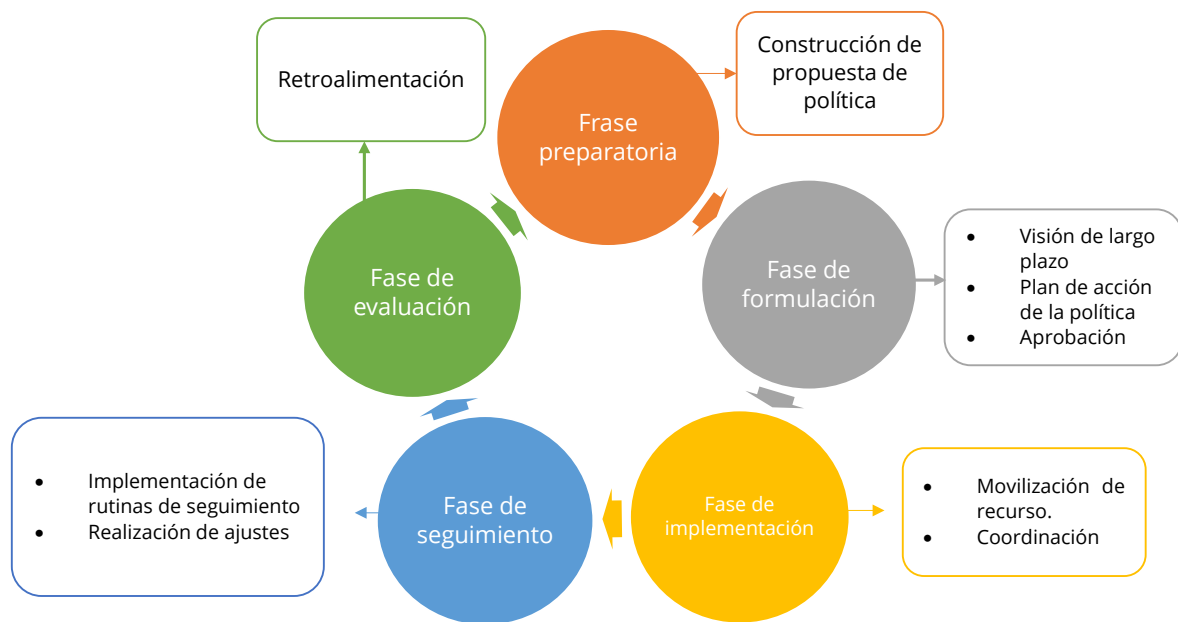 Frase
preparatoria
Construcción de
propuesta de
política
Fase de
formulación
• Visión de largo
plazo
• Plan de acción
de la política
• Aprobación
Fase de
implementación
• Movilización de
recurso.
• Coordinación
Fase de
seguimiento
• Implementación de
rutinas de seguimiento
• Realización de ajustes
Fase de
evaluación
Retroalimentación